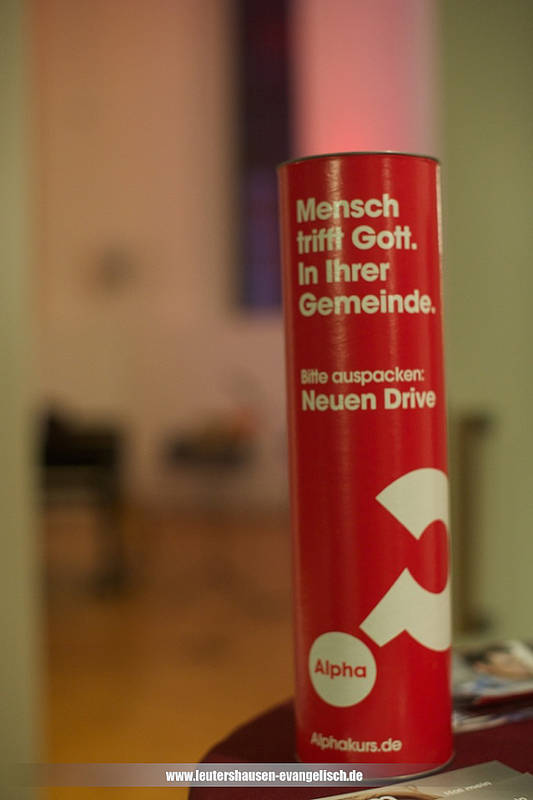 Mensch
trifft Gott.
In Ihrer
Gemeinde.
Bitte auspacken:
Neuen Drive
Alpha
Alphakurs.de
www.leutershausen-evangelisch.de